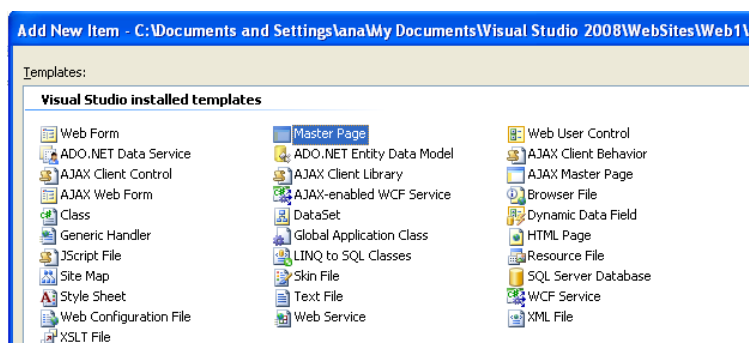 Add New Item - C:\Documents and Settings\ana\My Documents\Visual Studio 2008\WebSites\Web1\
Templates:
Visual Studio installed templates
Web Form Master Page Web User Control
ADO.NET Data Service ADO.NET Entity Data Model AJAX Client Behavior
AJAX Client Control AJAX Client Library AJAX Master Page
AJAX Web Form AJAX-enabled WCF Service Browser File
Class DataSet Dynamic Data Field
Generic Handler Global Application Class HTML Page
JScript File LINQ to SQL Classes Resource File
Site Map Skin File SQL Server Database
Style Sheet Text File WCF Service
Web Configuration File Web Service XML File
XSLT File